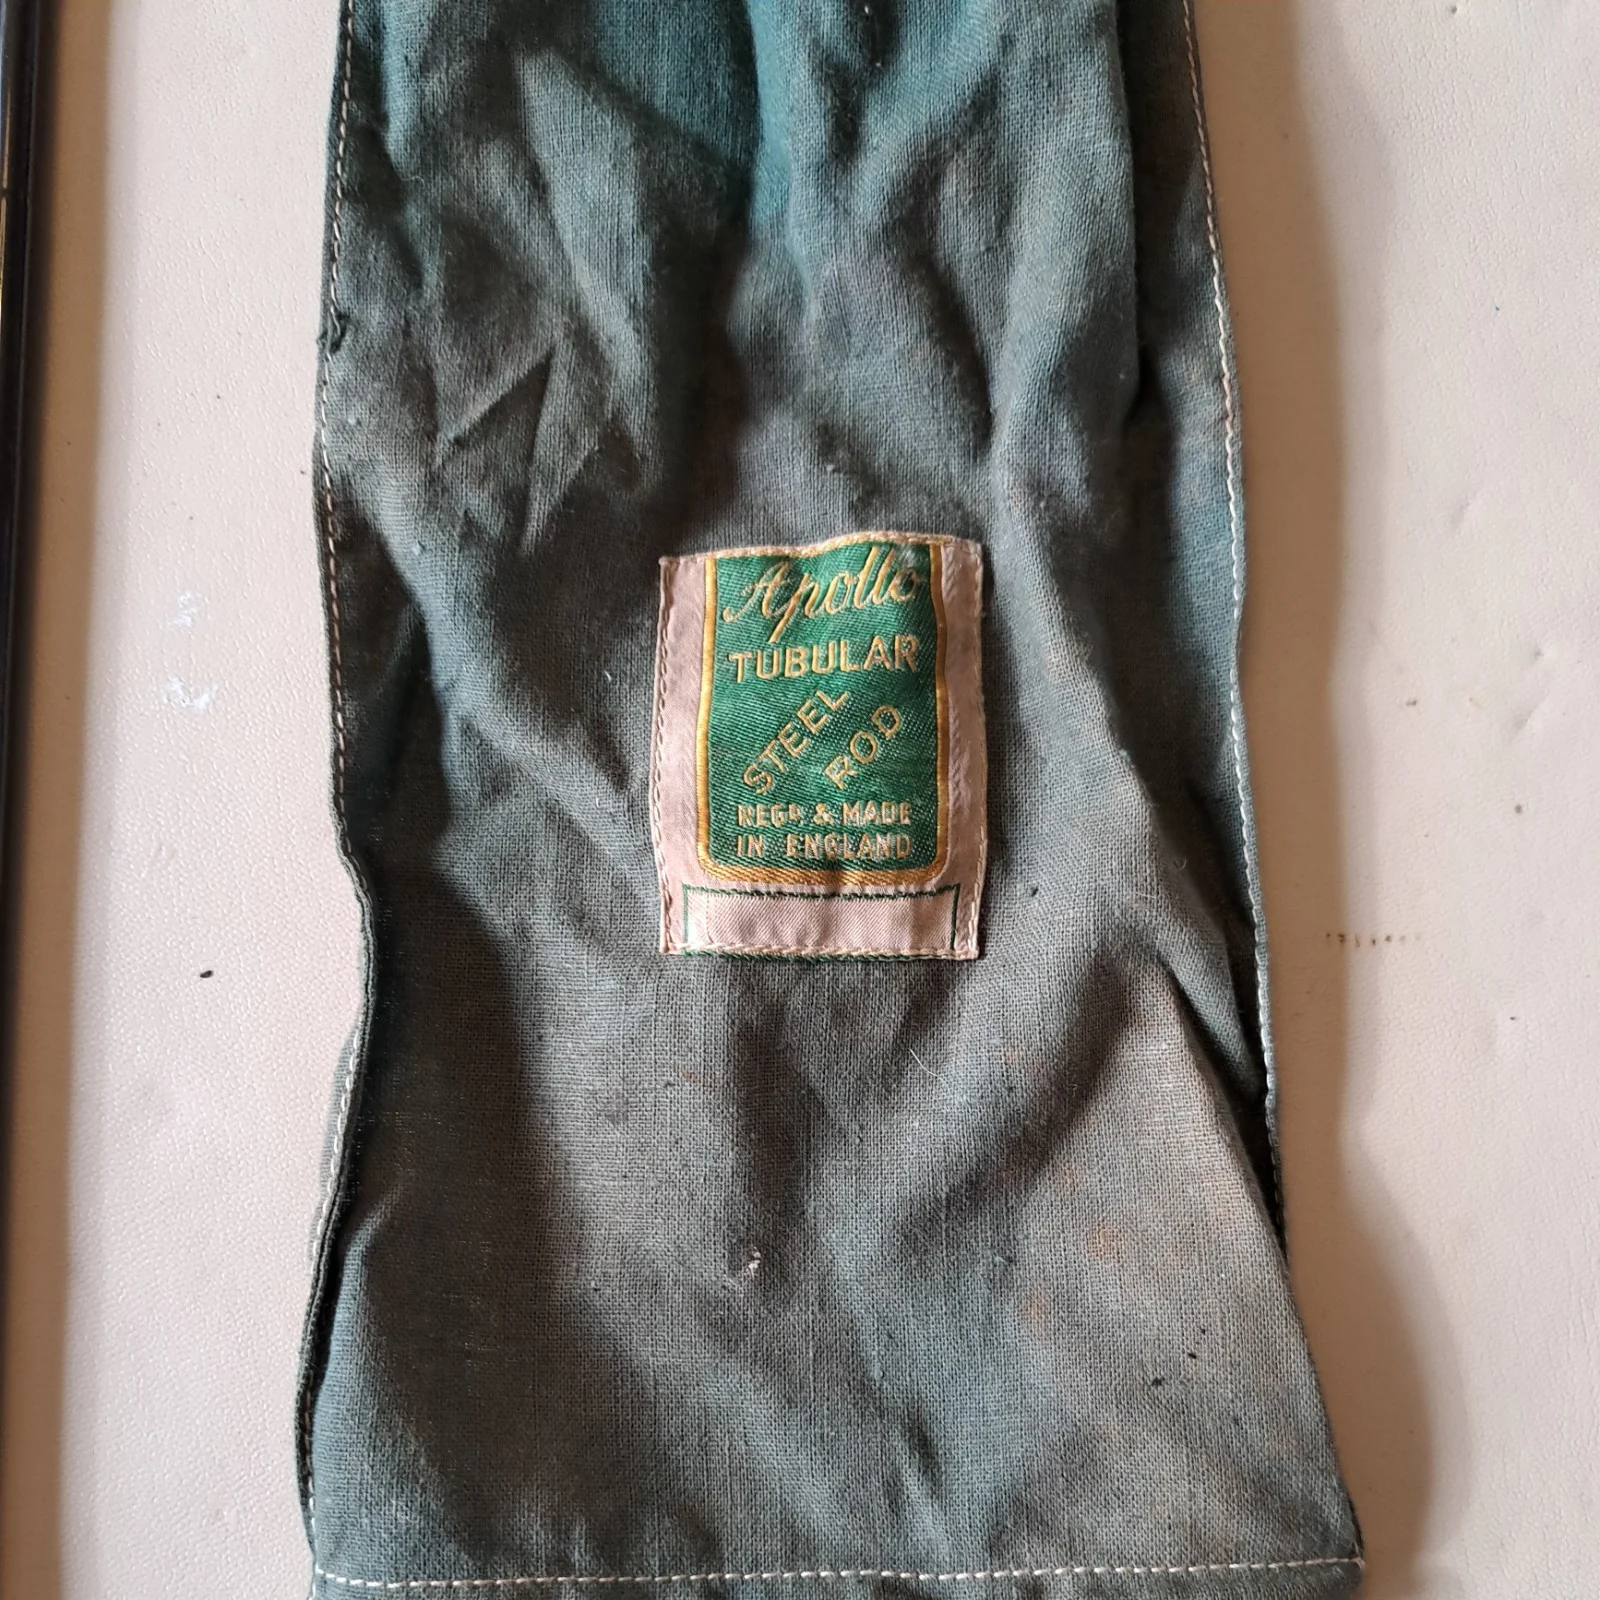 Apollo
TUBULAR
STEEL
ROD
REGD & MADE
IN ENGLAND